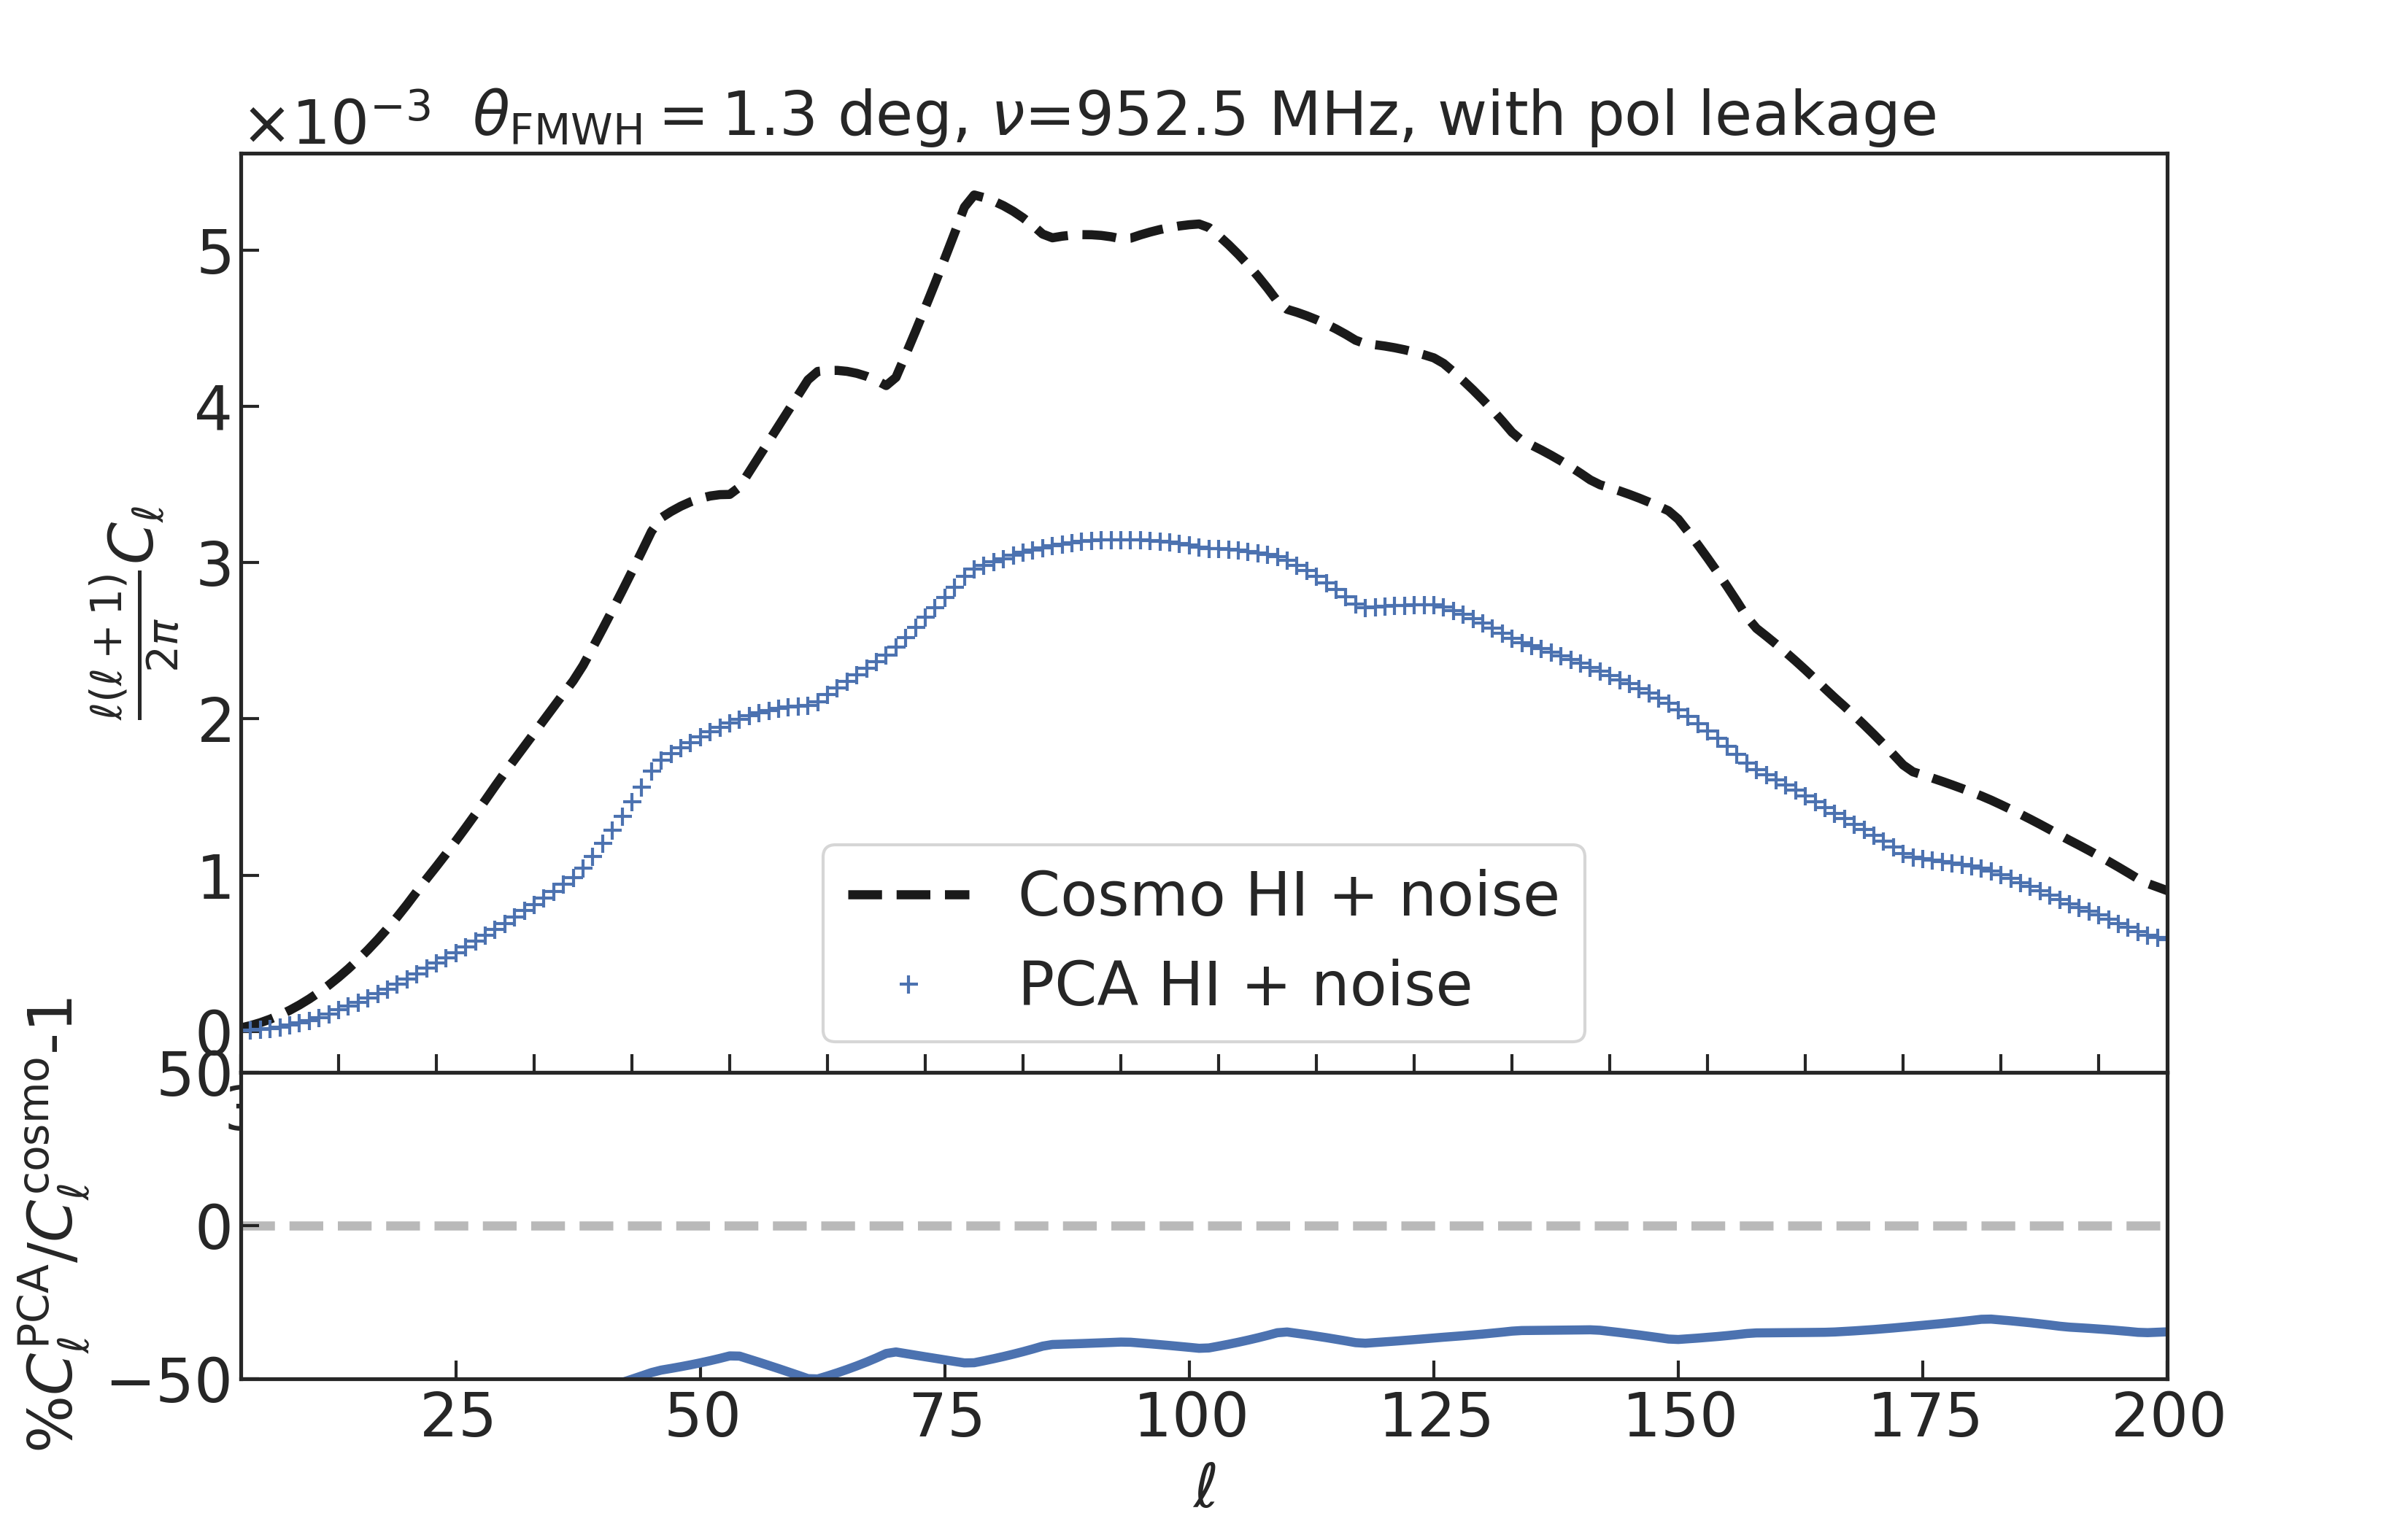 ×10⁻³ θ_FMWH = 1.3 deg, ν=952.5 MHz, with pol leakage
ℓ(ℓ+1)/2π C_ℓ
5
4
3
2
1
0
Cosmo HI + noise
PCA HI + noise
%C_ℓ^PCA/C_ℓ^cosmo-1
50
0
−50
25 50 75 100 125 150 175 200
ℓ